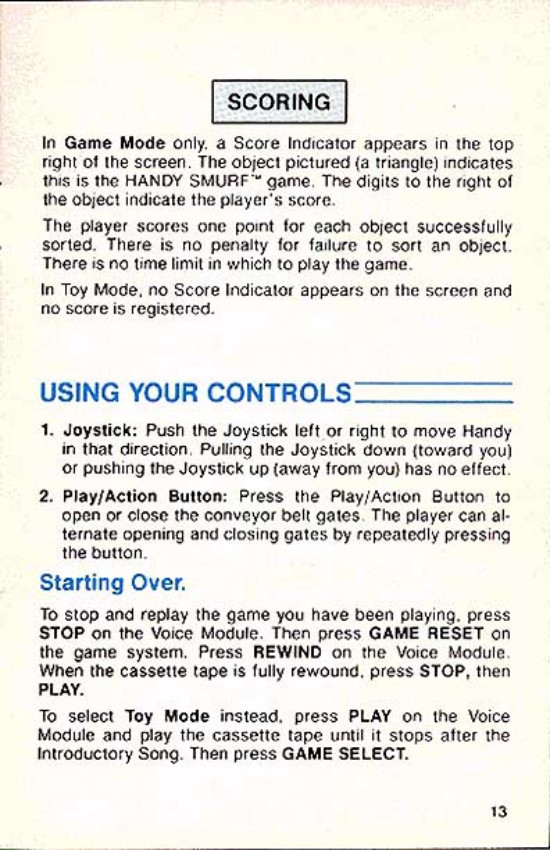 SCORING
In Game Mode only, a Score Indicator appears in the top
right of the screen. The object pictured (a triangle) indicates
this is the HANDY SMURF™ game. The digits to the right of
the object indicate the player's score.
The player scores one point for each object successfully
sorted. There is no penalty for failure to sort an object.
There is no time limit in which to play the game.
In Toy Mode, no Score Indicator appears on the screen and
no score is registered.
USING YOUR CONTROLS
1. Joystick: Push the Joystick left or right to move Handy
in that direction. Pulling the Joystick down (toward you)
or pushing the Joystick up (away from you) has no effect.
2. Play/Action Button: Press the Play/Action Button to
open or close the conveyor belt gates. The player can al-
ternate opening and closing gates by repeatedly pressing
the button.
Starting Over.
To stop and replay the game you have been playing, press
STOP on the Voice Module. Then press GAME RESET on
the game system. Press REWIND on the Voice Module.
When the cassette tape is fully rewound, press STOP, then
PLAY.
To select Toy Mode instead, press PLAY on the Voice
Module and play the cassette tape until it stops after the
Introductory Song. Then press GAME SELECT.
13